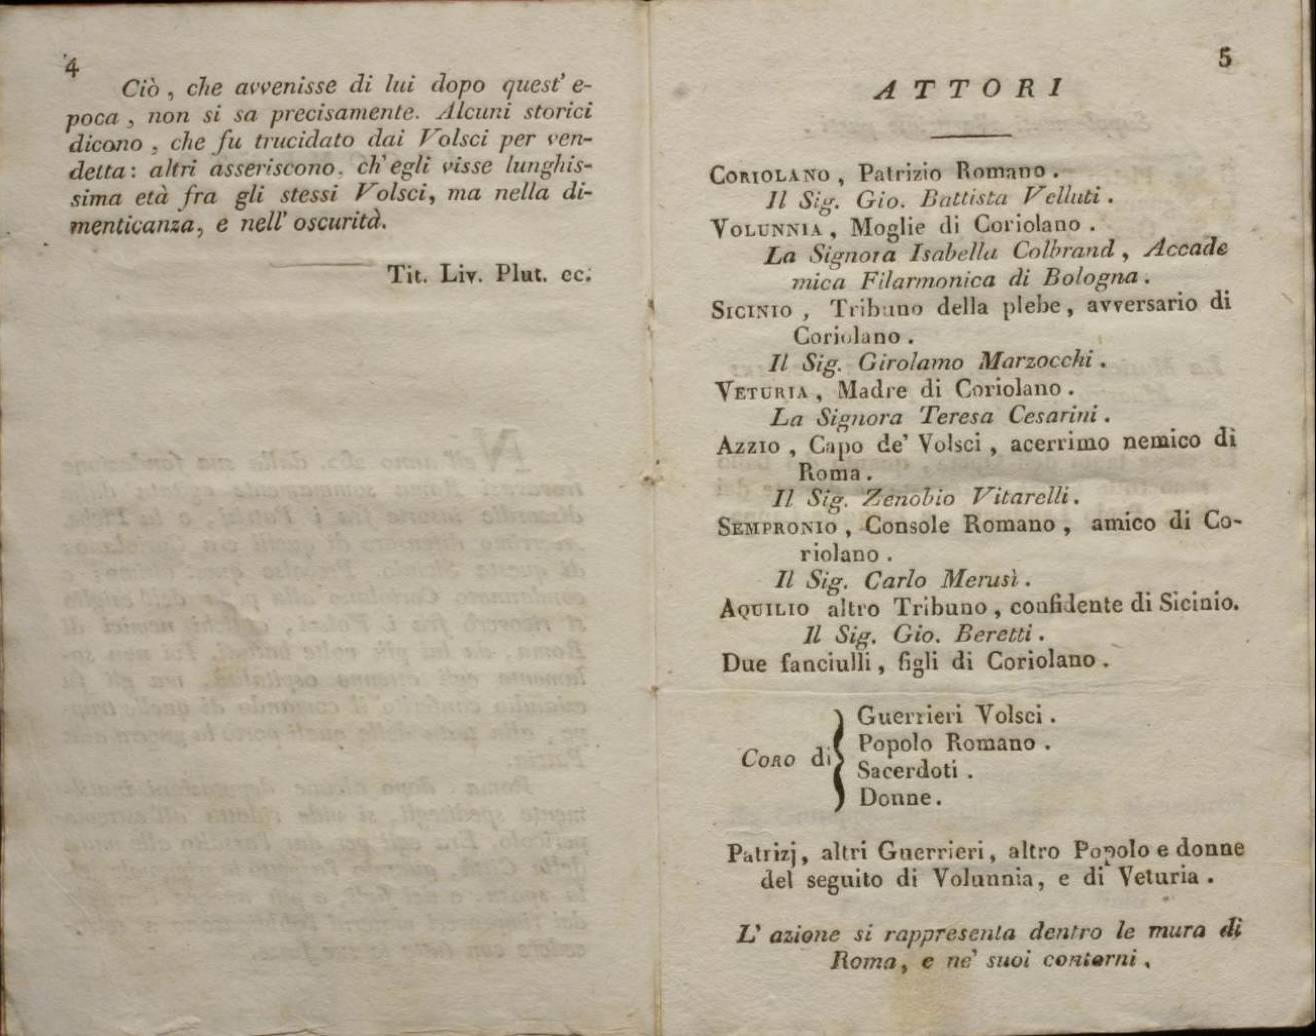 4
Ciò, che avvenisse di lui dopo quest' e-
poca, non si sa precisamente. Alcuni storici
dicono, che fu trucidato dai Volsci per ven-
detta: altri asseriscono, ch'egli visse lunghis-
sima età fra gli stessi Volsci, ma nella di-
menticanza, e nell' oscurità.
Tit. Liv. Plut. ec.
5
ATTORI
CORIOLANO, Patrizio Romano.
Il Sig. Gio. Battista Velluti.
VOLUNNIA, Moglie di Coriolano.
La Signora Isabella Colbrand, Accade
mica Filarmonica di Bologna.
SICINIO, Tribuno della plebe, avversario di
Coriolano.
Il Sig. Girolamo Marzocchi.
VETURIA, Madre di Coriolano.
La Signora Teresa Cesarini.
AZZIO, Capo de' Volsci, acerrimo nemico di
Roma.
Il Sig. Zenobio Vitarelli.
SEMPRONIO, Console Romano, amico di Co-
riolano.
Il Sig. Carlo Merusì.
AQUILIO altro Tribuno, confidente di Sicinio.
Il Sig. Gio. Beretti.
Due fanciulli, figli di Coriolano.
CORO di
Guerrieri Volsci.
Popolo Romano.
Sacerdoti.
Donne.
Patrizj, altri Guerrieri, altro Popolo e donne
del seguito di Volunnia, e di Veturia.
L' azione si rappresenta dentro le mura di
Roma, e ne' suoi contorni.